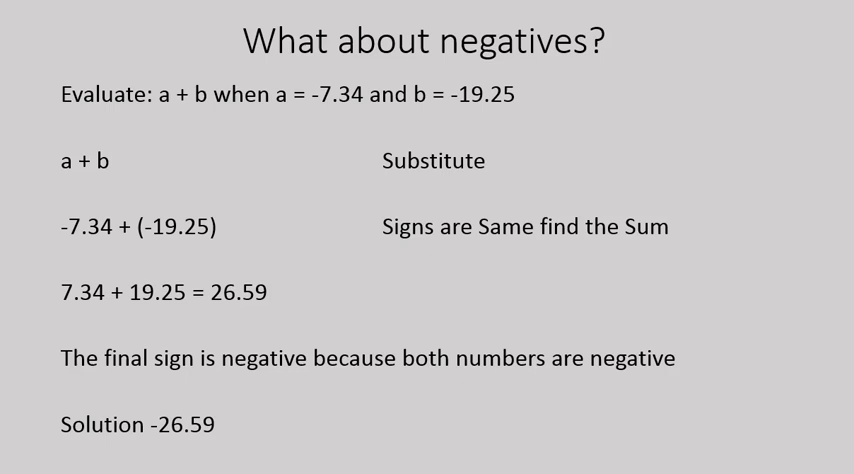 What about negatives?
Evaluate: a + b when a = -7.34 and b = -19.25
a + b Substitute
-7.34 + (-19.25) Signs are Same find the Sum
7.34 + 19.25 = 26.59
The final sign is negative because both numbers are negative
Solution -26.59